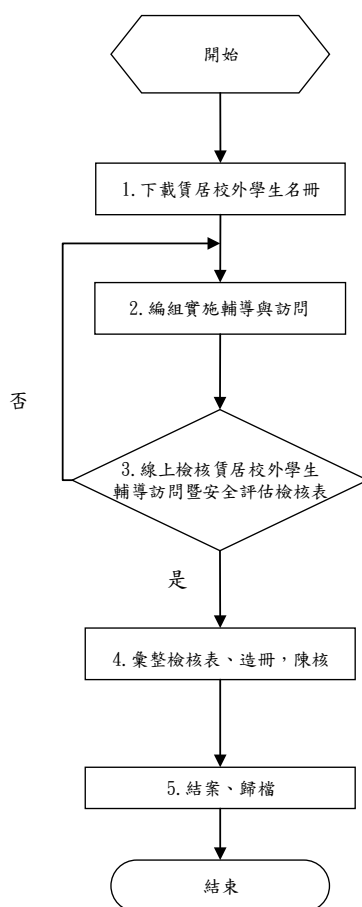 開始
1.下載賃居校外學生名冊
2.編組實施輔導與訪問
否
3.線上檢核賃居校外學生
輔導訪問暨安全評估檢核表
是
4.彙整檢核表、造冊，陳核
5.結案、歸檔
結束